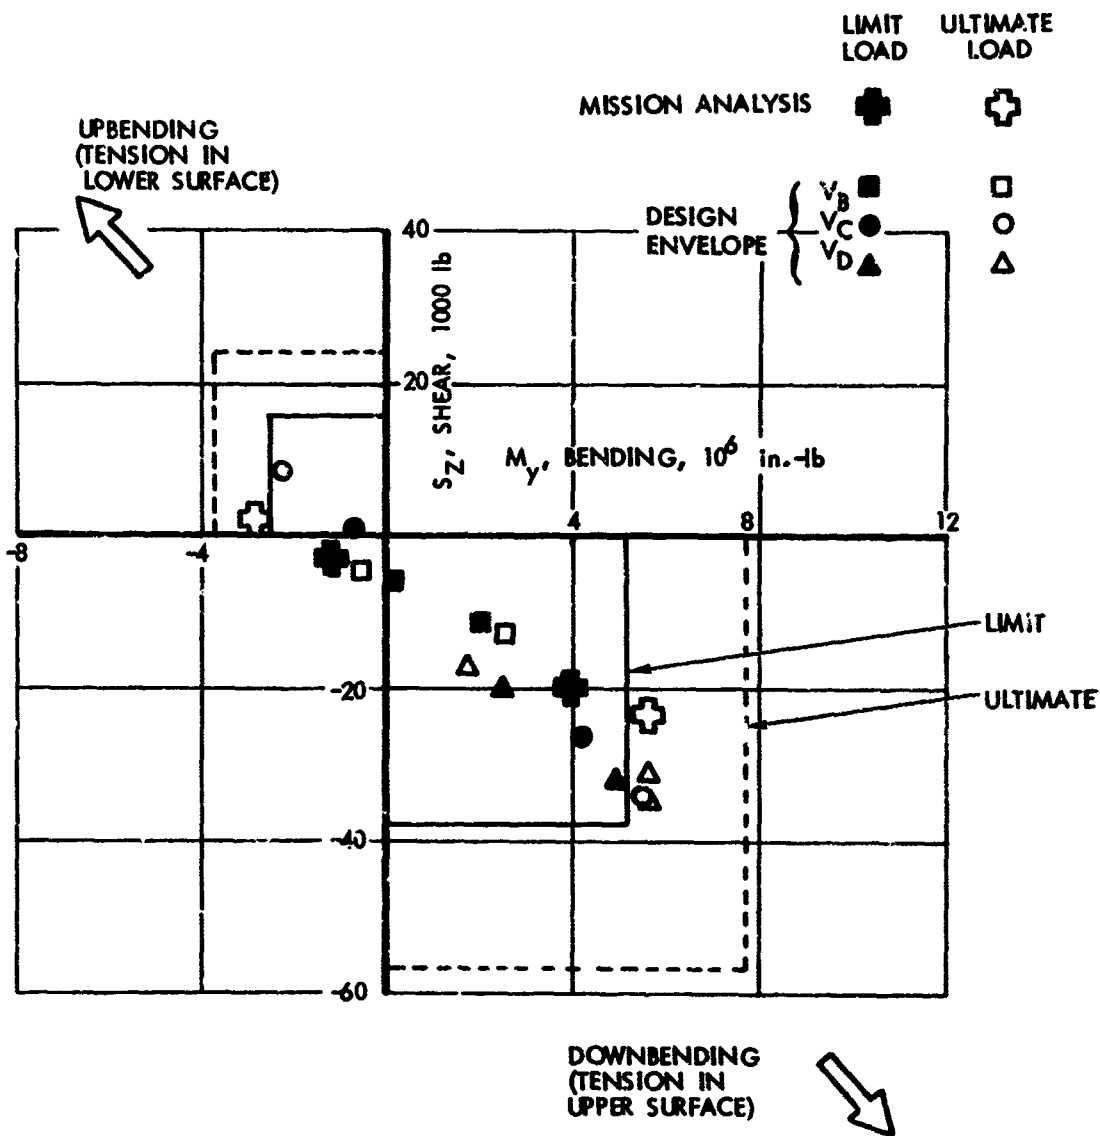 LIMIT ULTIMATE
LOAD LOAD
MISSION ANALYSIS
UPBENDING
(TENSION IN
LOWER SURFACE)
DESIGN
ENVELOPE
V_B
V_C
V_D
40
20
S_Z, SHEAR, 1000 lb
M_y, BENDING, 10^6 in.-lb
-8
-4
4
8
12
LIMIT
-20
ULTIMATE
-40
-60
DOWNBENDING
(TENSION IN
UPPER SURFACE)